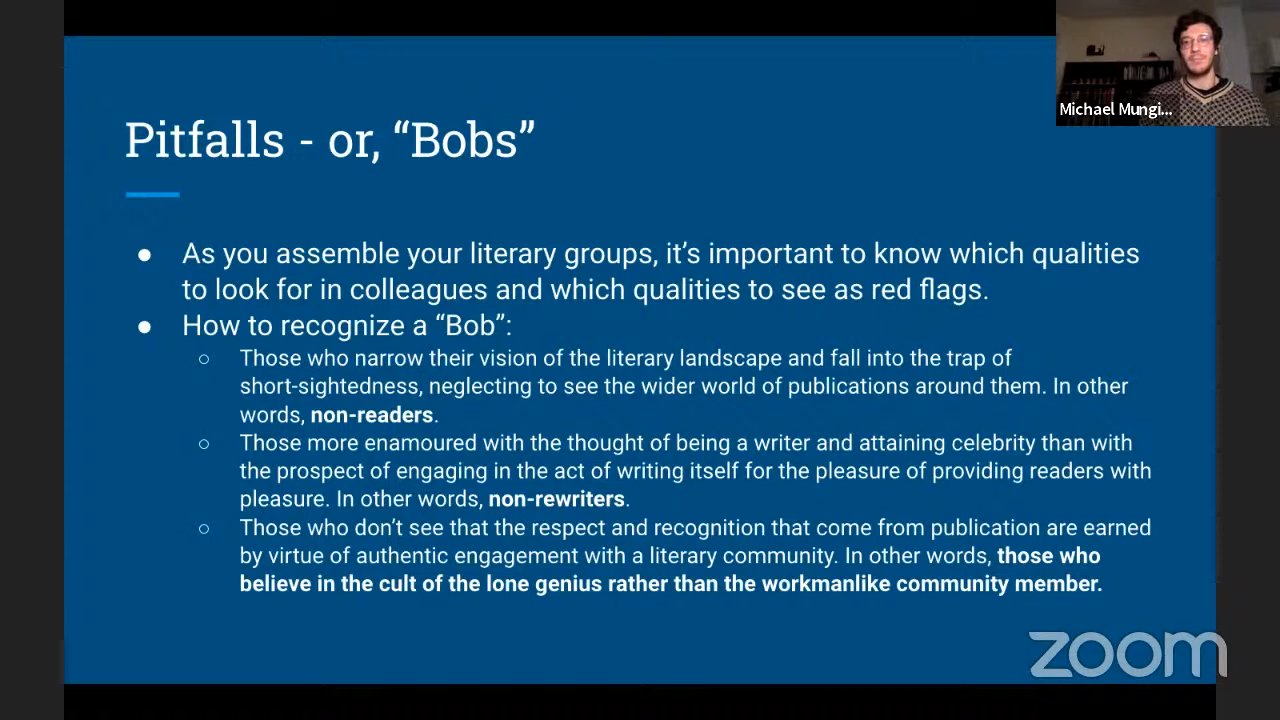 Michael Mungi...
Pitfalls - or, “Bobs”
● As you assemble your literary groups, it’s important to know which qualities
to look for in colleagues and which qualities to see as red flags.
● How to recognize a “Bob”:
○ Those who narrow their vision of the literary landscape and fall into the trap of
short-sightedness, neglecting to see the wider world of publications around them. In other
words, non-readers.
○ Those more enamoured with the thought of being a writer and attaining celebrity than with
the prospect of engaging in the act of writing itself for the pleasure of providing readers with
pleasure. In other words, non-rewriters.
○ Those who don’t see that the respect and recognition that come from publication are earned
by virtue of authentic engagement with a literary community. In other words, those who
believe in the cult of the lone genius rather than the workmanlike community member.
zoom